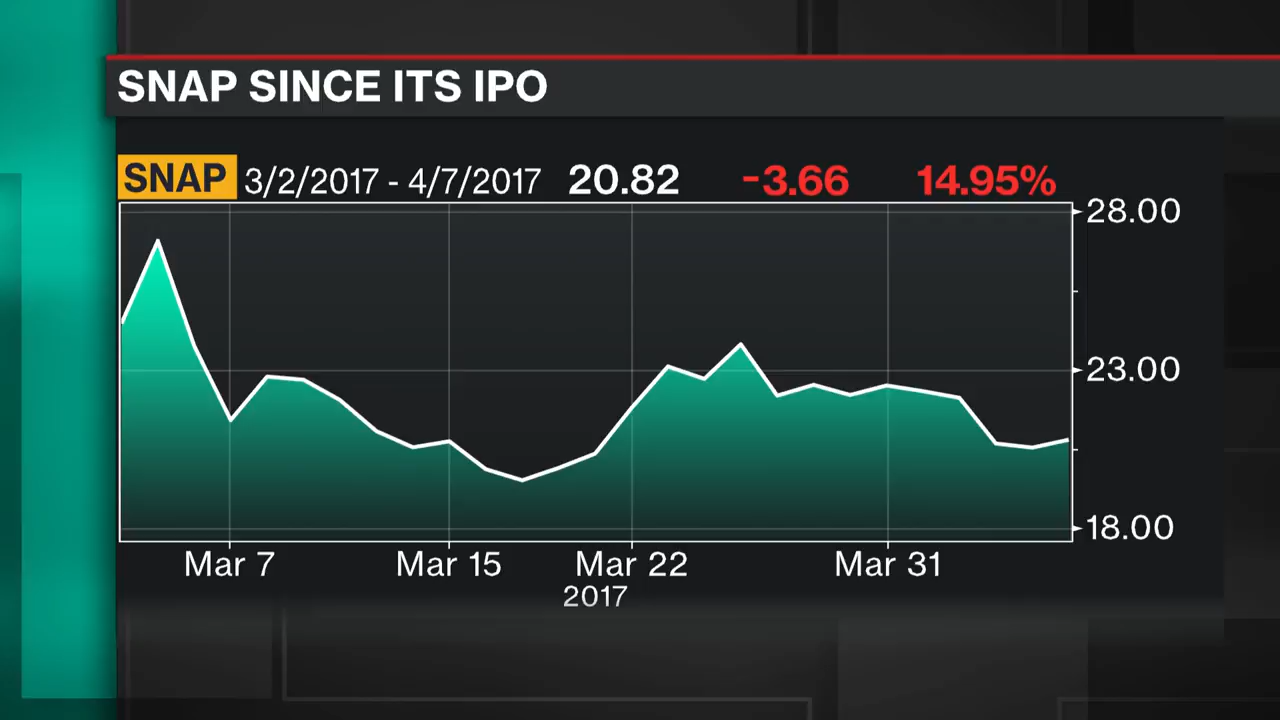 SNAP SINCE ITS IPO
SNAP 3/2/2017 - 4/7/2017 20.82 -3.66 14.95%
28.00
23.00
18.00
Mar 7 Mar 15 Mar 22 Mar 31
2017